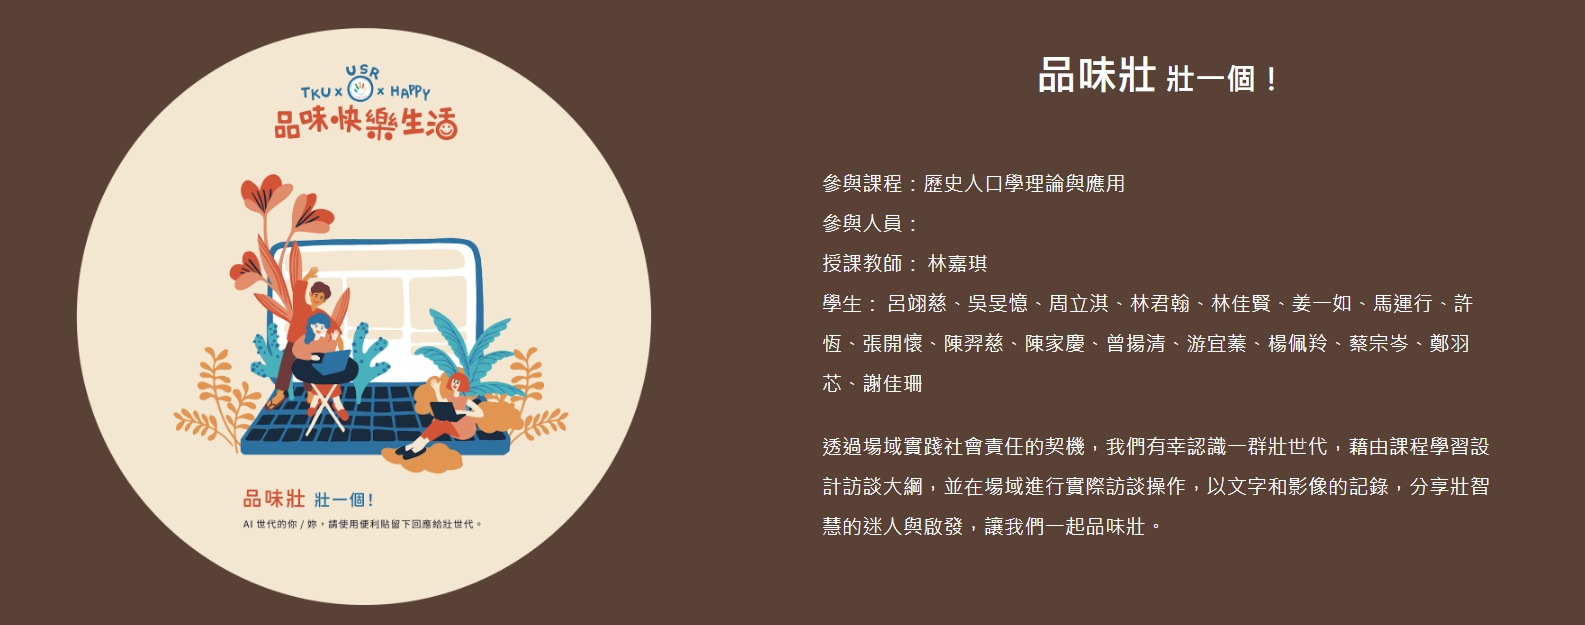 USR
TKU x x HAPPY
品味快樂生活
品味壯 壯一個!
AI 世代的你 / 妳，請使用便利貼留下回應給壯世代。
品味壯 壯一個！
參與課程：歷史人口學理論與應用
參與人員：
授課教師： 林嘉琪
學生： 呂翊慈、吳旻憶、周立淇、林君翰、林佳賢、姜一如、馬運行、許
恆、張開懷、陳羿慈、陳家慶、曾揚清、游宜蓁、楊佩羚、蔡宗岑、鄭羽
芯、謝佳珊
透過場域實踐社會責任的契機，我們有幸認識一群壯世代，藉由課程學習設
計訪談大綱，並在場域進行實際訪談操作，以文字和影像的記錄，分享壯智
慧的迷人與啟發，讓我們一起品味壯。